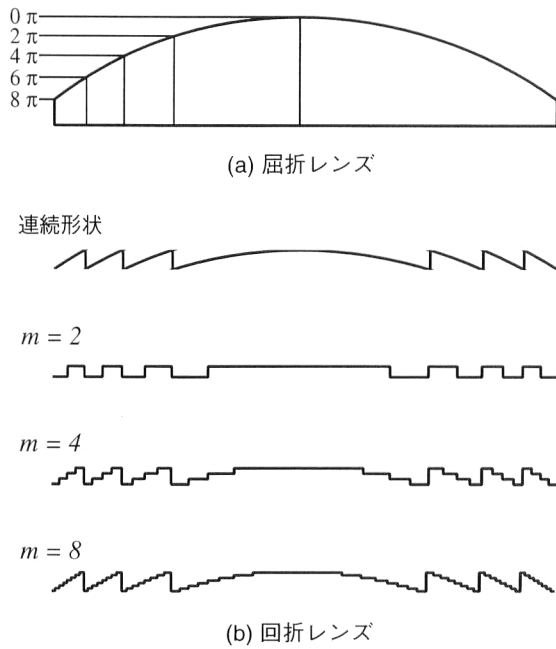 0 π
2 π
4 π
6 π
8 π
(a) 屈折レンズ
連続形状
m = 2
m = 4
m = 8
(b) 回折レンズ